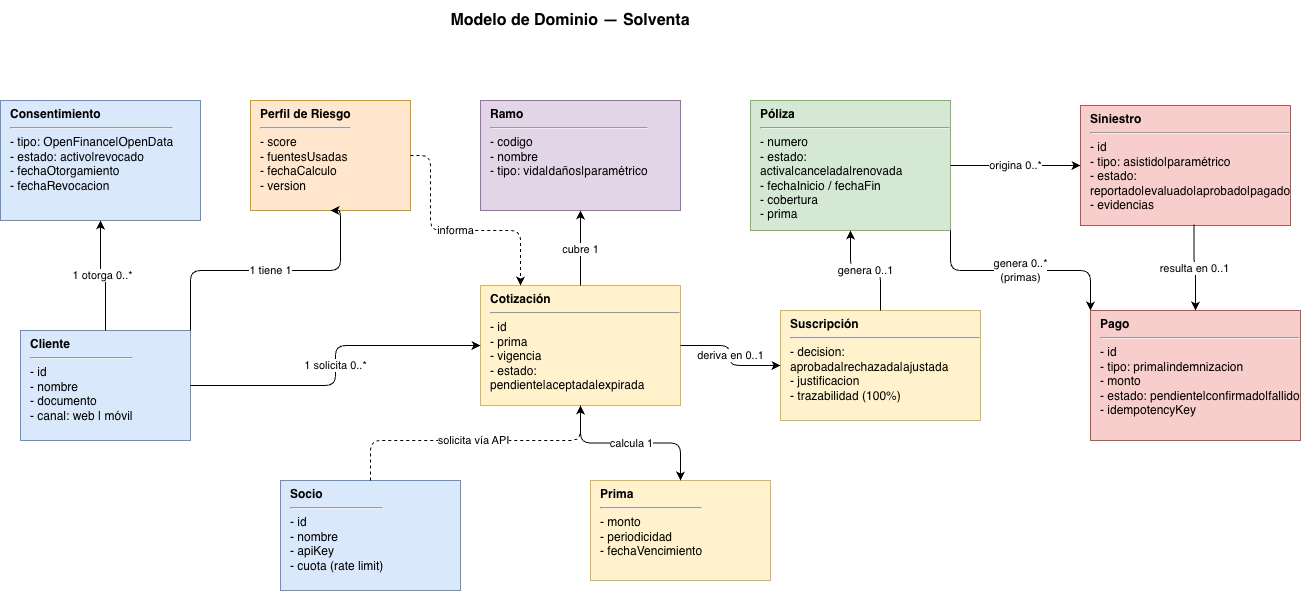 Modelo de Dominio — Solventa
Consentimiento
- tipo: OpenFinance|OpenData
- estado: activo|revocado
- fechaOtorgamiento
- fechaRevocacion
Perfil de Riesgo
- score
- fuentesUsadas
- fechaCalculo
- version
Ramo
- codigo
- nombre
- tipo: vida|daños|paramétrico
Póliza
- numero
- estado:
activa|cancelada|renovada
- fechaInicio / fechaFin
- cobertura
- prima
Siniestro
- id
- tipo: asistido|paramétrico
- estado:
reportado|evaluado|aprobado|pagado
- evidencias
origina 0..*
informa
cubre 1
1 otorga 0..*
1 tiene 1
genera 0..1
genera 0..*
(primas)
resulta en 0..1
Cliente
- id
- nombre
- documento
- canal: web | móvil
1 solicita 0..*
Cotización
- id
- prima
- vigencia
- estado:
pendiente|aceptada|expirada
deriva en 0..1
Suscripción
- decision:
aprobada|rechazada|ajustada
- justificacion
- trazabilidad (100%)
Pago
- id
- tipo: prima|indemnizacion
- monto
- estado: pendiente|confirmado|fallido
- idempotencyKey
solicita vía API
calcula 1
Socio
- id
- nombre
- apiKey
- cuota (rate limit)
Prima
- monto
- periodicidad
- fechaVencimiento